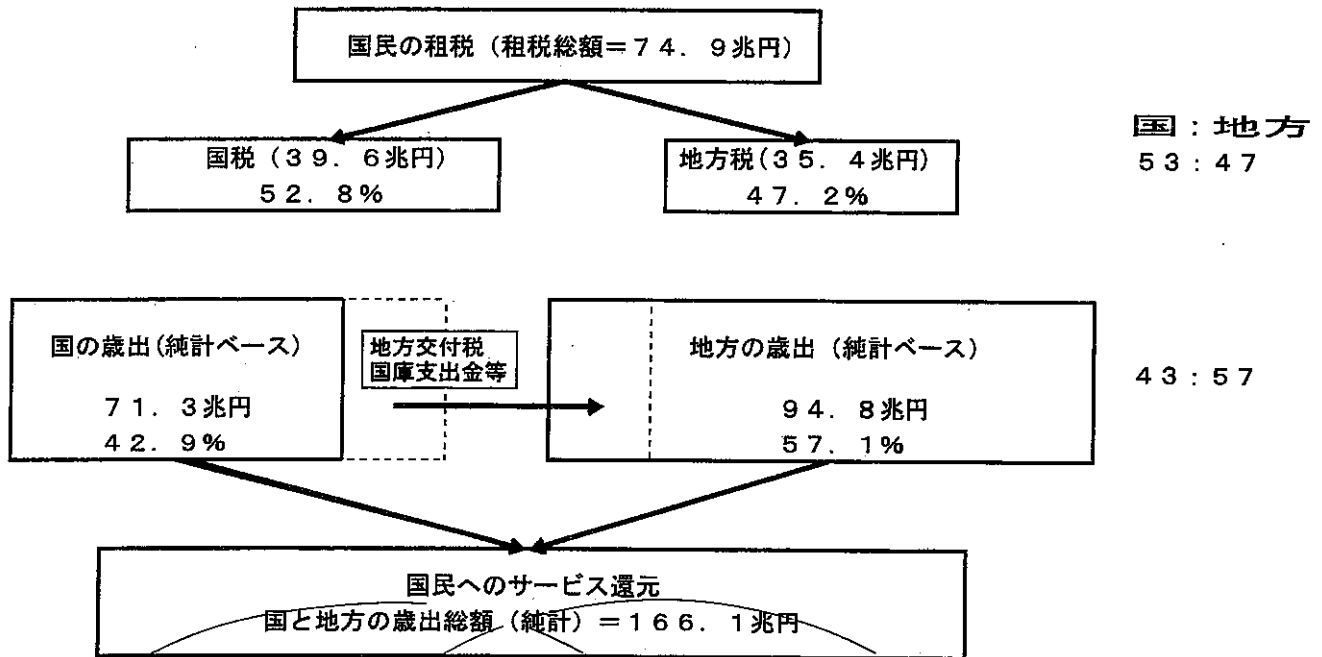 国民の租税（租税総額＝７４．９兆円）
国税（３９．６兆円）
５２．８％
地方税（３５．４兆円）
４７．２％
国：地方
５３：４７
国の歳出（純計ベース）
７１．３兆円
４２．９％
地方交付税
国庫支出金等
地方の歳出（純計ベース）
９４．８兆円
５７．１％
４３：５７
国民へのサービス還元
国と地方の歳出総額（純計）＝１６６．１兆円